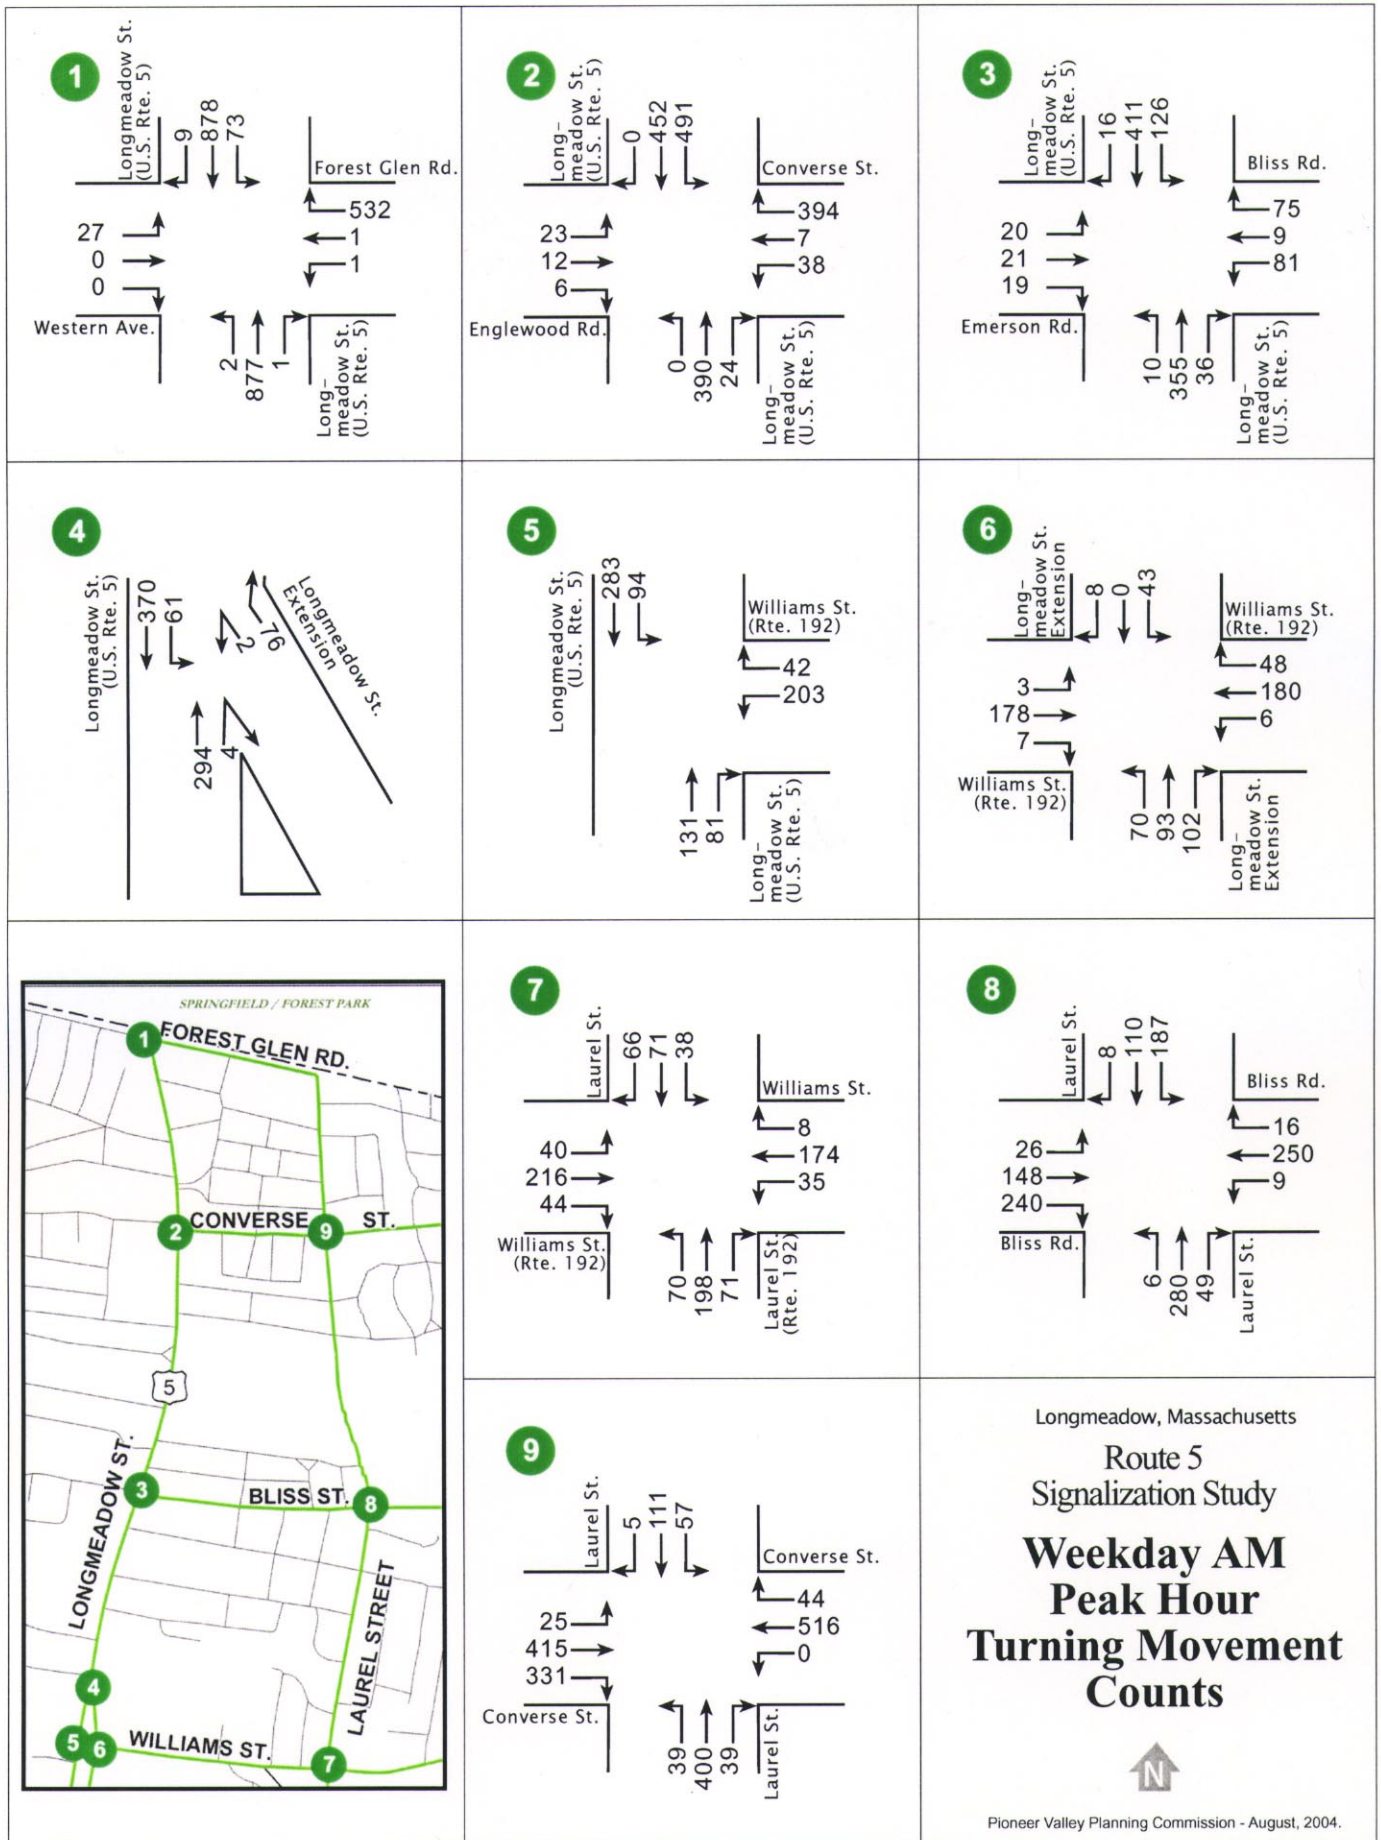 1
Longmeadow St.
(U.S. Rte. 5)
9
878
73
Forest Glen Rd.
532
1
1
27
0
0
Western Ave.
2
877
1
Long-
meadow St.
(U.S. Rte. 5)
2
Long-
meadow St.
(U.S. Rte. 5)
0
452
491
Converse St.
394
7
38
23
12
6
Englewood Rd.
0
390
24
Long-
meadow St.
(U.S. Rte. 5)
3
Long-
meadow St.
(U.S. Rte. 5)
16
411
126
Bliss Rd.
75
9
81
20
21
19
Emerson Rd.
10
355
36
Long-
meadow St.
(U.S. Rte. 5)
4
Longmeadow St.
(U.S. Rte. 5)
370
61
2
76
Longmeadow St.
Extension
294
4
5
Longmeadow St.
(U.S. Rte. 5)
283
94
Williams St.
(Rte. 192)
42
203
131
81
Long-
meadow St.
(U.S. Rte. 5)
6
Long-
meadow St.
Extension
8
0
43
Williams St.
(Rte. 192)
48
180
6
3
178
7
Williams St.
(Rte. 192)
70
93
102
Long-
meadow St.
Extension
SPRINGFIELD / FOREST PARK
1
FOREST GLEN RD.
2
CONVERSE
9
ST.
5
LONGMEADOW ST.
3
BLISS ST.
8
LAUREL STREET
4
5
6
WILLIAMS ST.
7
7
Laurel St.
66
71
38
Williams St.
8
174
35
40
216
44
Williams St.
(Rte. 192)
70
198
71
Laurel St.
(Rte. 192)
8
Laurel St.
8
110
187
Bliss Rd.
16
250
9
26
148
240
Bliss Rd.
6
280
49
Laurel St.
9
Laurel St.
5
111
57
Converse St.
44
516
0
25
415
331
Converse St.
39
400
39
Laurel St.
Longmeadow, Massachusetts
Route 5
Signalization Study
Weekday AM
Peak Hour
Turning Movement
Counts
N
Pioneer Valley Planning Commission - August, 2004.